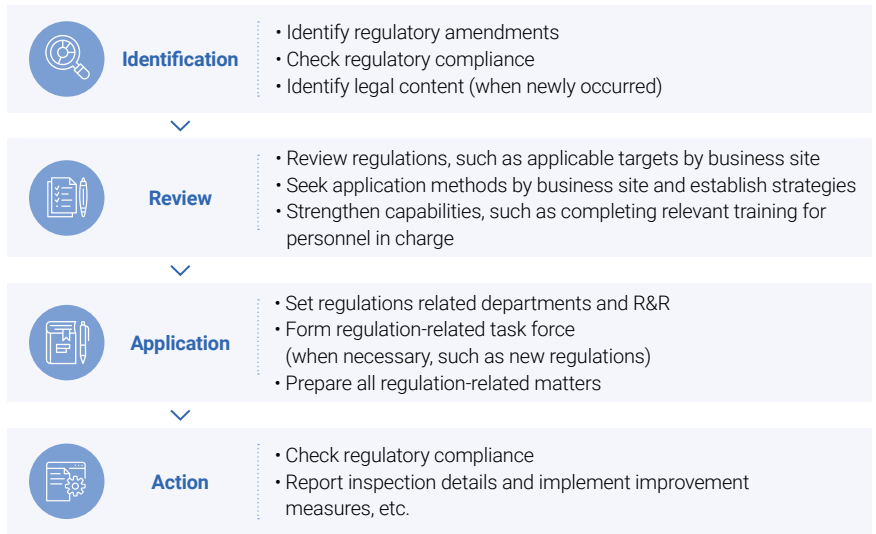 Identification
• Identify regulatory amendments
• Check regulatory compliance
• Identify legal content (when newly occurred)
Review
• Review regulations, such as applicable targets by business site
• Seek application methods by business site and establish strategies
• Strengthen capabilities, such as completing relevant training for
personnel in charge
Application
• Set regulations related departments and R&R
• Form regulation-related task force
(when necessary, such as new regulations)
• Prepare all regulation-related matters
Action
• Check regulatory compliance
• Report inspection details and implement improvement
measures, etc.